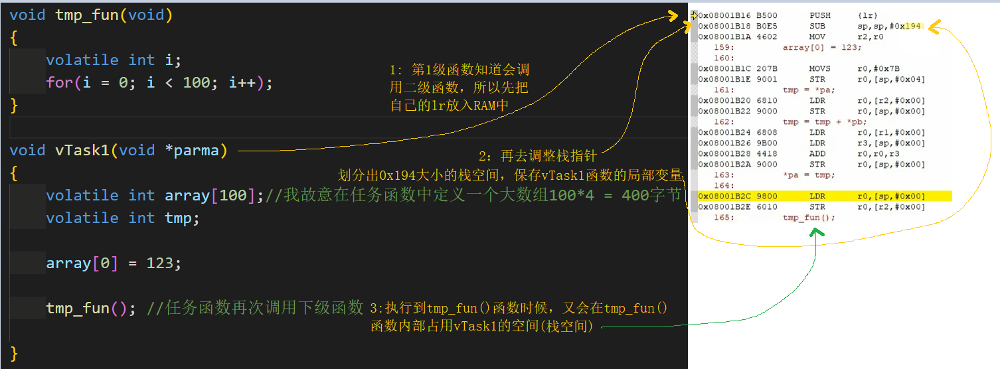 void tmp_fun(void)
{
volatile int i;
for(i = 0; i < 100; i++);
}
void vTask1(void *parma)
{
volatile int array[100];//我故意在任务函数中定义一个大数组100*4 = 400字节
volatile int tmp;
array[0] = 123;
tmp_fun(); //任务函数再次调用下级函数
}
1: 第1级函数知道会调
用二级函数，所以先把
自己的lr放入RAM中
2：再去调整栈指针
划分出0x194大小的栈空间，保存vTask1函数的局部变量
3:执行到tmp_fun()函数时候，又会在tmp_fun()
函数内部占用vTask1的空间(栈空间)
0x08001B16 B500 PUSH {lr}
0x08001B18 B0E5 SUB sp,sp,#0x194
0x08001B1A 4602 MOV r2,r0
159: array[0] = 123;
160:
0x08001B1C 207B MOVS r0,#0x7B
0x08001B1E 9001 STR r0,[sp,#0x04]
161: tmp = *pa;
0x08001B20 6810 LDR r0,[r2,#0x00]
0x08001B22 9000 STR r0,[sp,#0x00]
162: tmp = tmp + *pb;
0x08001B24 6808 LDR r0,[r1,#0x00]
0x08001B26 9B00 LDR r3,[sp,#0x00]
0x08001B28 4418 ADD r0,r0,r3
0x08001B2A 9000 STR r0,[sp,#0x00]
163: *pa = tmp;
164:
0x08001B2C 9800 LDR r0,[sp,#0x00]
0x08001B2E 6010 STR r0,[r2,#0x00]
165: tmp_fun();